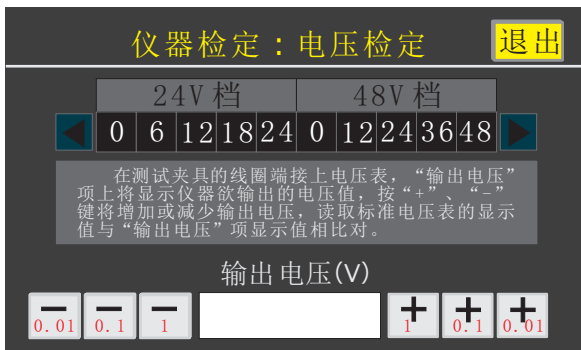 仪器检定：电压检定 退出
24V档 48V档
0 6 12 18 24 0 12 24 36 48
在测试夹具的线圈端接上电压表，“输出电压”
项上将显示仪器欲输出的电压值，按“+”、“-”
键将增加或减少输出电压，读取标准电压表的显示
值与“输出电压”项显示值相比对。
输出电压(V)
− − − + + +
0.01 0.1 1 1 0.1 0.01